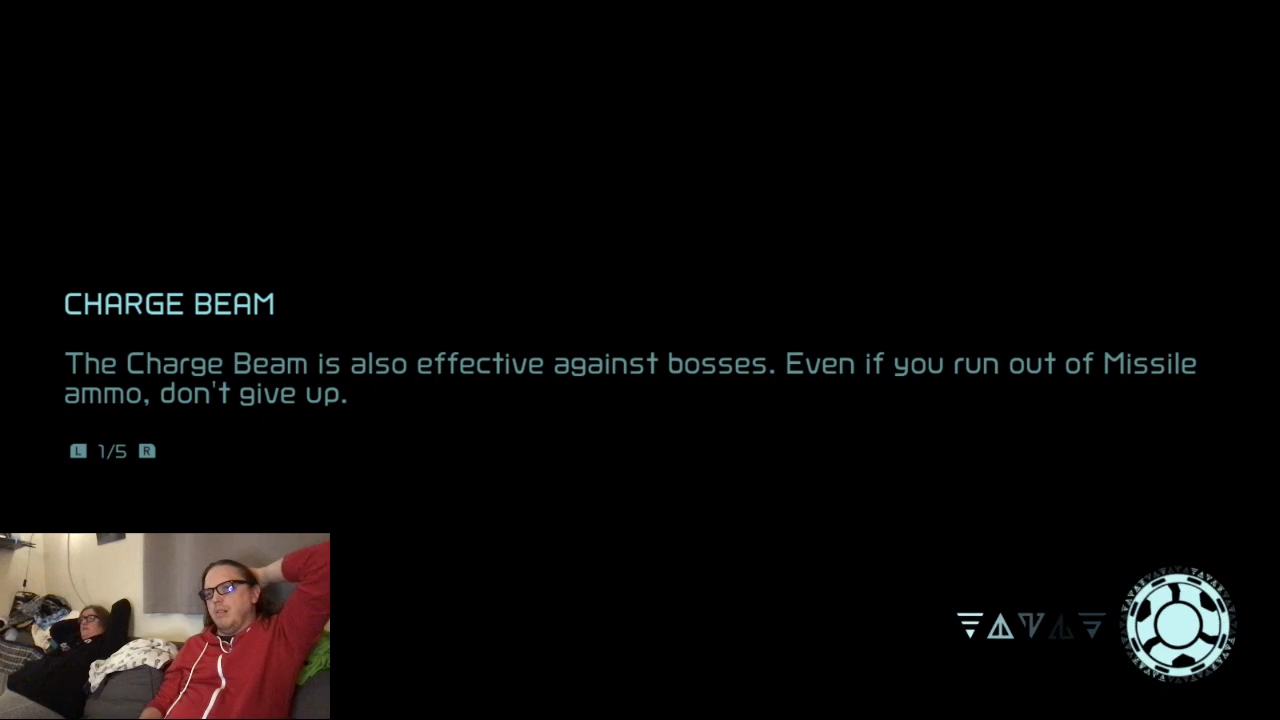 CHARGE BEAM
The Charge Beam is also effective against bosses. Even if you run out of Missile
ammo, don't give up.
L 1/5 R